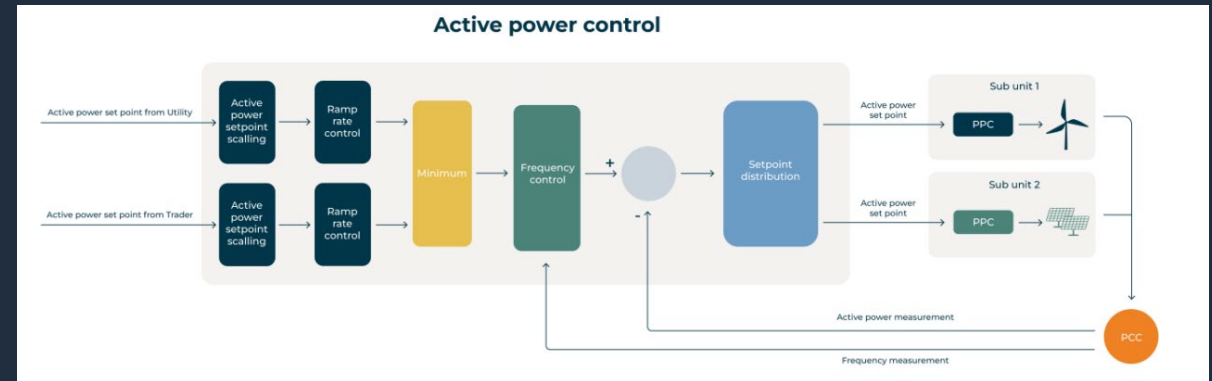 Active power control
Active power set point from Utility
Active
power
setpoint
scalling
Ramp
rate
control
Active power set point from Trader
Active
power
setpoint
scalling
Ramp
rate
control
Minimum
Frequency
control
+
-
Setpoint
distribution
Active power
set point
Sub unit 1
PPC
Active power
set point
Sub unit 2
PPC
Active power measurement
Frequency measurement
PCC